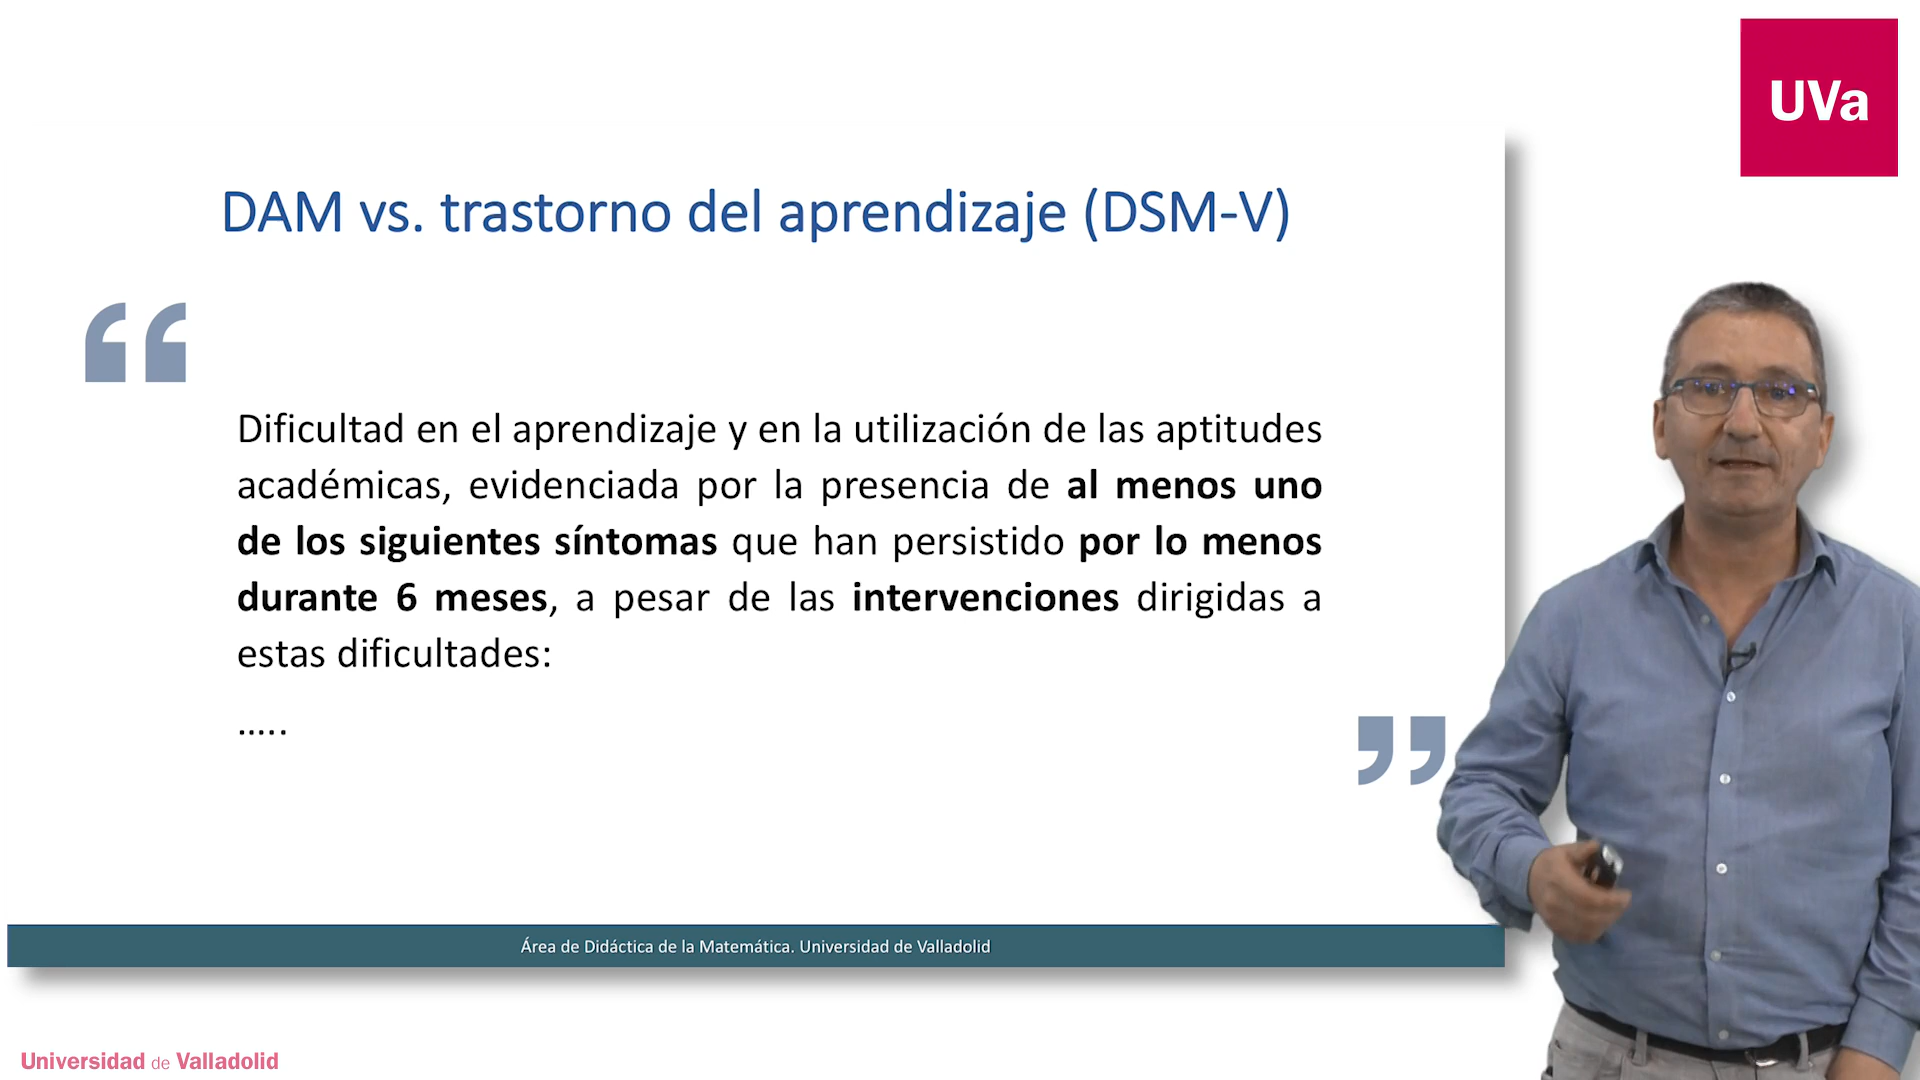 UVa
DAM vs. trastorno del aprendizaje (DSM-V)
“
Dificultad en el aprendizaje y en la utilización de las aptitudes
académicas, evidenciada por la presencia de al menos uno
de los siguientes síntomas que han persistido por lo menos
durante 6 meses, a pesar de las intervenciones dirigidas a
estas dificultades:
.....
”
Área de Didáctica de la Matemática. Universidad de Valladolid
Universidad de Valladolid